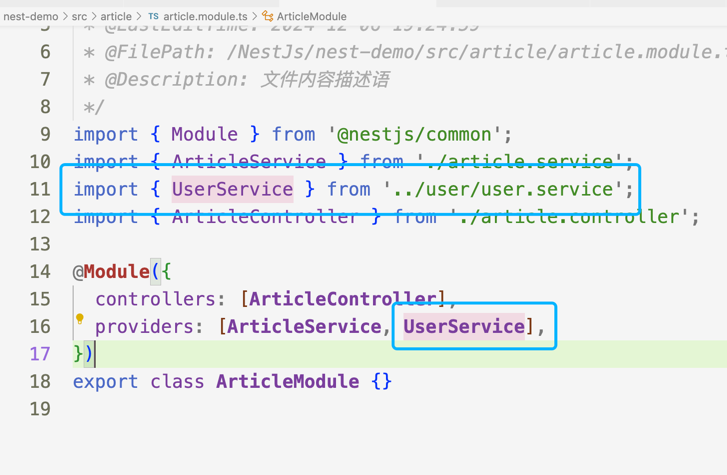 nest-demo > src > article > TS article.module.ts > ArticleModule
5 * @LastEditTime: 2024-12-06 19:24:59
6 * @FilePath: /NestJs/nest-demo/src/article/article.module.
7 * @Description: 文件内容描述语
8 */
9 import { Module } from '@nestjs/common';
10 import { ArticleService } from './article.service';
11 import { UserService } from '../user/user.service';
12 import { ArticleController } from './article.controller';
13
14 @Module({
15 controllers: [ArticleController],
16 providers: [ArticleService, UserService],
17 })
18 export class ArticleModule {}
19